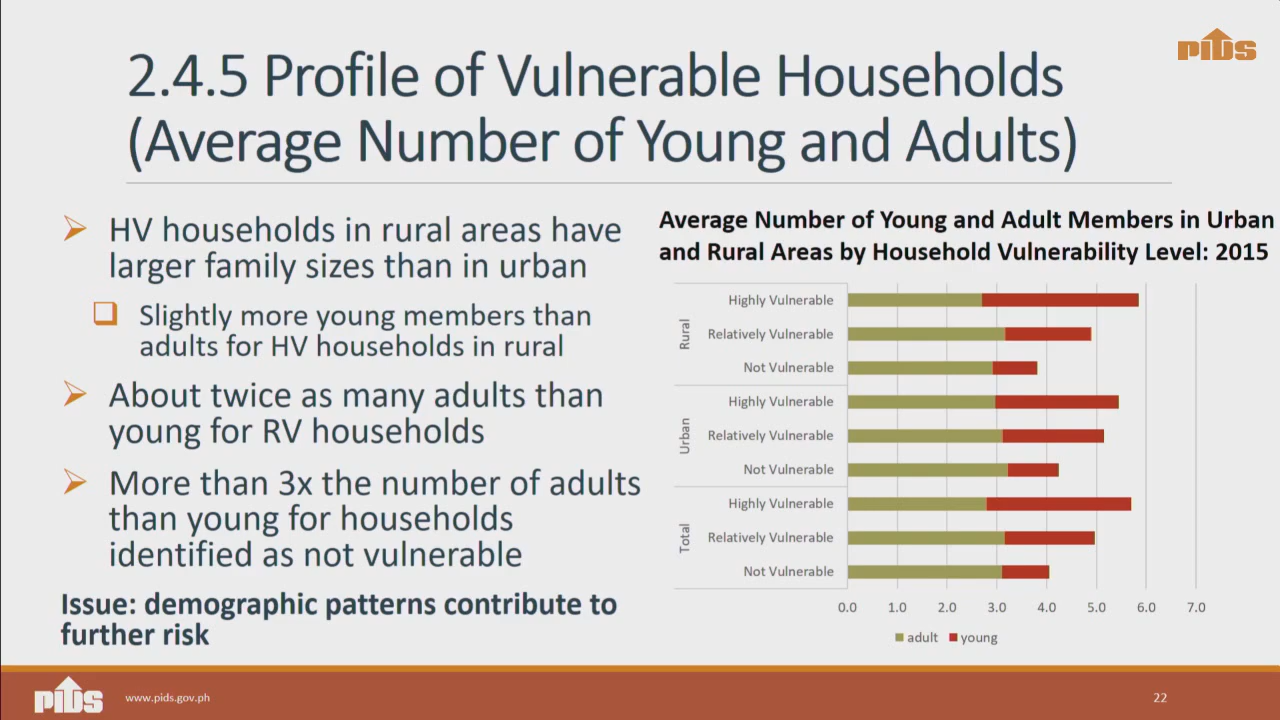 PIDS
2.4.5 Profile of Vulnerable Households
(Average Number of Young and Adults)
➢ HV households in rural areas have
larger family sizes than in urban
❑ Slightly more young members than
adults for HV households in rural
➢ About twice as many adults than
young for RV households
➢ More than 3x the number of adults
than young for households
identified as not vulnerable
Issue: demographic patterns contribute to
further risk
Average Number of Young and Adult Members in Urban
and Rural Areas by Household Vulnerability Level: 2015
Rural
Highly Vulnerable
Relatively Vulnerable
Not Vulnerable
Urban
Highly Vulnerable
Relatively Vulnerable
Not Vulnerable
Total
Highly Vulnerable
Relatively Vulnerable
Not Vulnerable
0.0 1.0 2.0 3.0 4.0 5.0 6.0 7.0
adult young
PIDS
www.pids.gov.ph
22